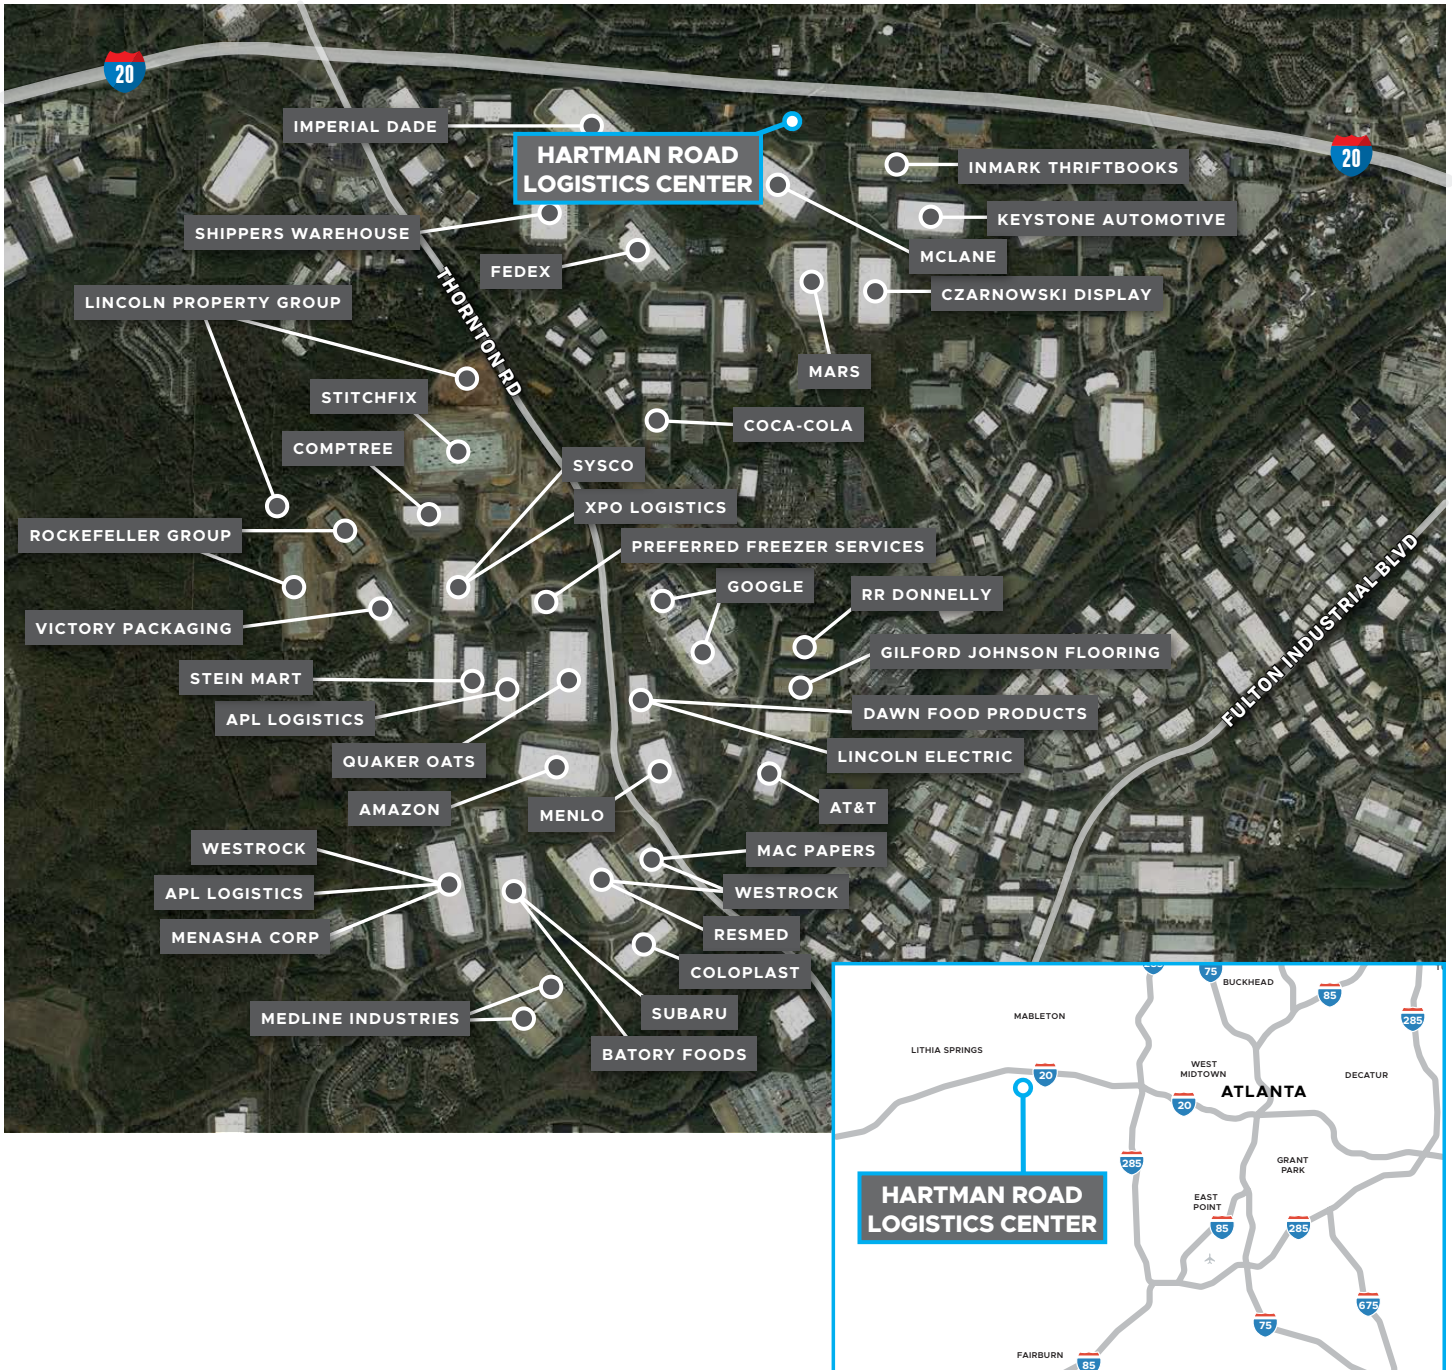 20
IMPERIAL DADE
HARTMAN ROAD
LOGISTICS CENTER
20
INMARK THRIFTBOOKS
SHIPPERS WAREHOUSE
KEYSTONE AUTOMOTIVE
MCLANE
FEDEX
CZARNOWSKI DISPLAY
LINCOLN PROPERTY GROUP
THORNTON RD
MARS
STITCHFIX
COCA-COLA
COMPTREE
SYSCO
XPO LOGISTICS
ROCKEFELLER GROUP
PREFERRED FREEZER SERVICES
GOOGLE
RR DONNELLY
FULTON INDUSTRIAL BLVD
VICTORY PACKAGING
GILFORD JOHNSON FLOORING
STEIN MART
APL LOGISTICS
DAWN FOOD PRODUCTS
QUAKER OATS
LINCOLN ELECTRIC
AMAZON
MENLO
AT&T
WESTROCK
MAC PAPERS
APL LOGISTICS
WESTROCK
MENASHA CORP
RESMED
COLOPLAST
MEDLINE INDUSTRIES
SUBARU
BATORY FOODS
285
75
BUCKHEAD
85
285
MABLETON
LITHIA SPRINGS
20
WEST
MIDTOWN
DECATUR
ATLANTA
20
285
GRANT
PARK
HARTMAN ROAD
LOGISTICS CENTER
EAST
POINT
85
285
675
75
FAIRBURN
85